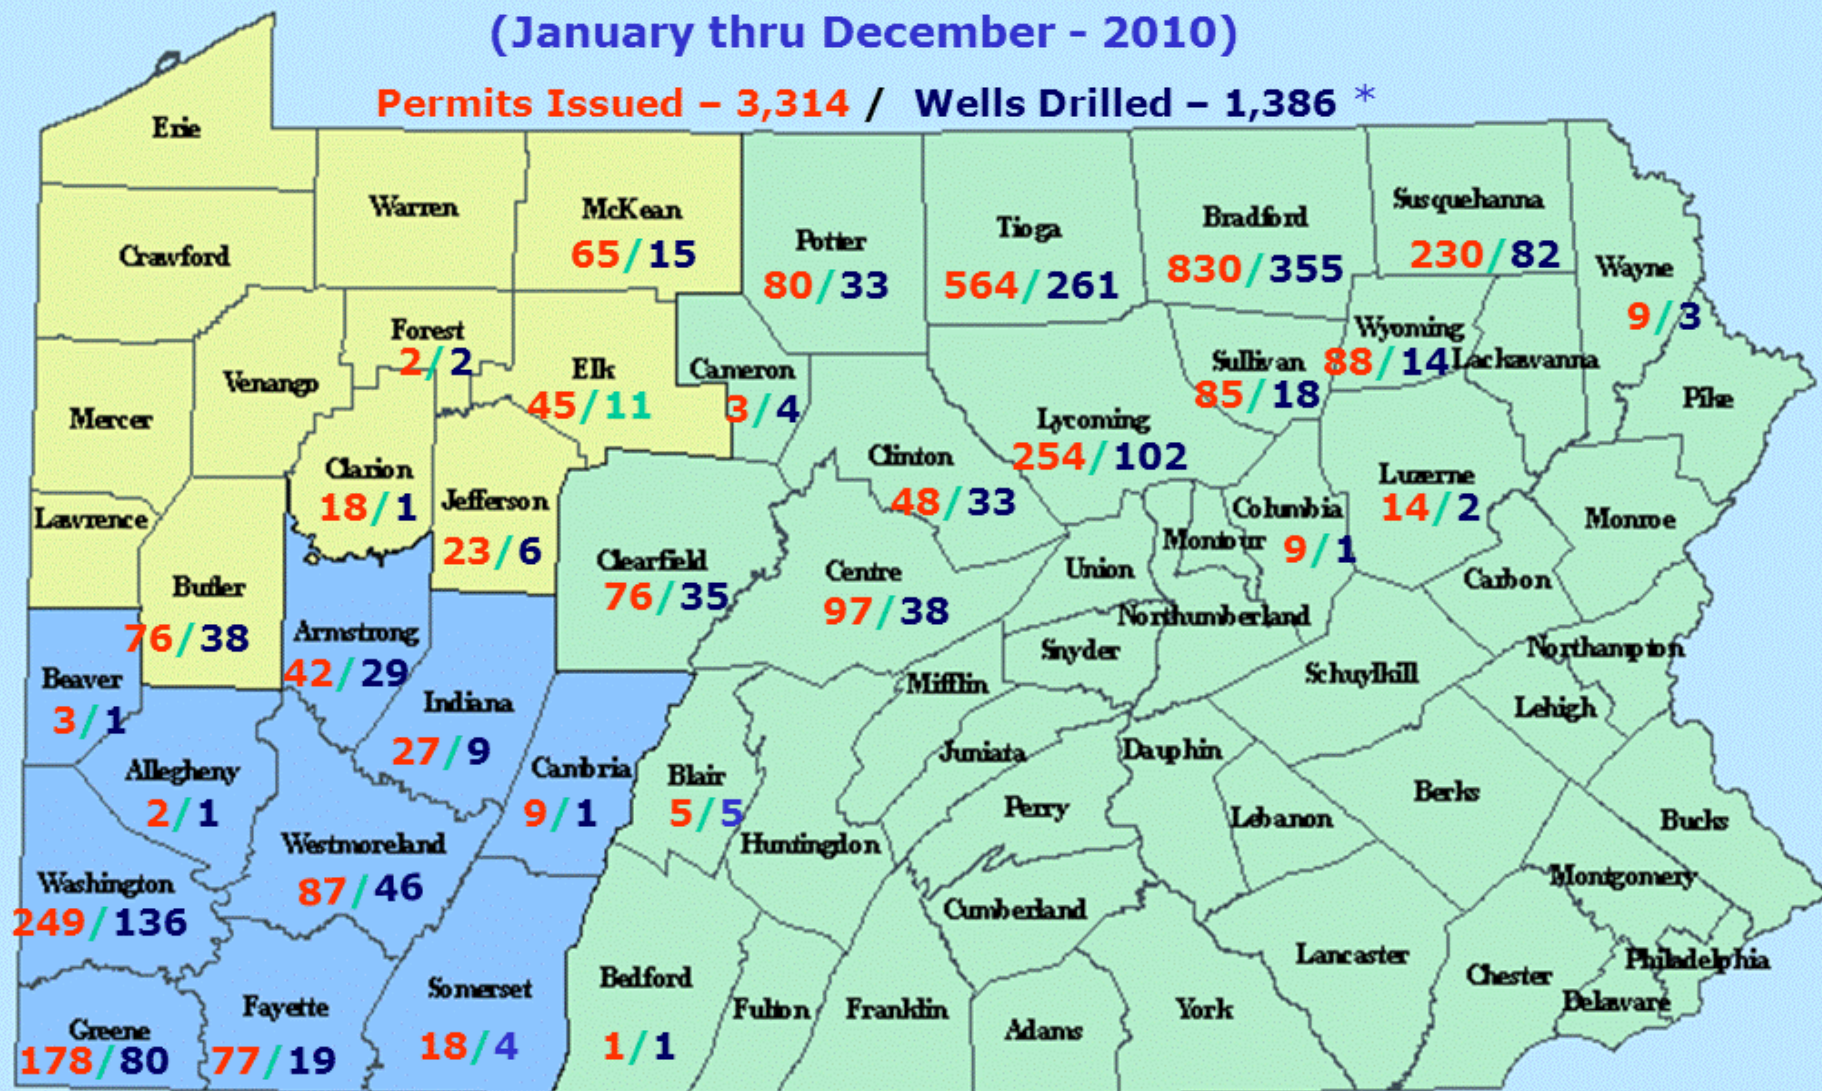 (January thru December - 2010)
Permits Issued – 3,314 / Wells Drilled – 1,386 *
Erie
Warren
McKean
65/15
Potter
80/33
Tioga
564/261
Bradford
830/355
Susquehanna
230/82
Wayne
9/3
Crawford
Forest
2/2
Elk
45/11
Cameron
3/4
Sullivan
85/18
Wyoming
88/14
Lackawanna
Pike
Mercer
Venango
Clarion
18/1
Jefferson
23/6
Clinton
48/33
Lycoming
254/102
Columbia
9/1
Luzerne
14/2
Monroe
Lawrence
Butler
76/38
Armstrong
42/29
Clearfield
76/35
Centre
97/38
Union
Montour
Northumberland
Snyder
Carbon
Northampton
Schuylkill
Lehigh
Beaver
3/1
Indiana
27/9
Mifflin
Allegheny
2/1
Cambria
9/1
Blair
5/5
Juniata
Dauphin
Perry
Lebanon
Berks
Bucks
Westmoreland
87/46
Huntingdon
Washington
249/136
Cumberland
Montgomery
Lancaster
Chester
Philadelphia
Delaware
Greene
178/80
Fayette
77/19
Somerset
18/4
Bedford
1/1
Fulton
Franklin
Adams
York